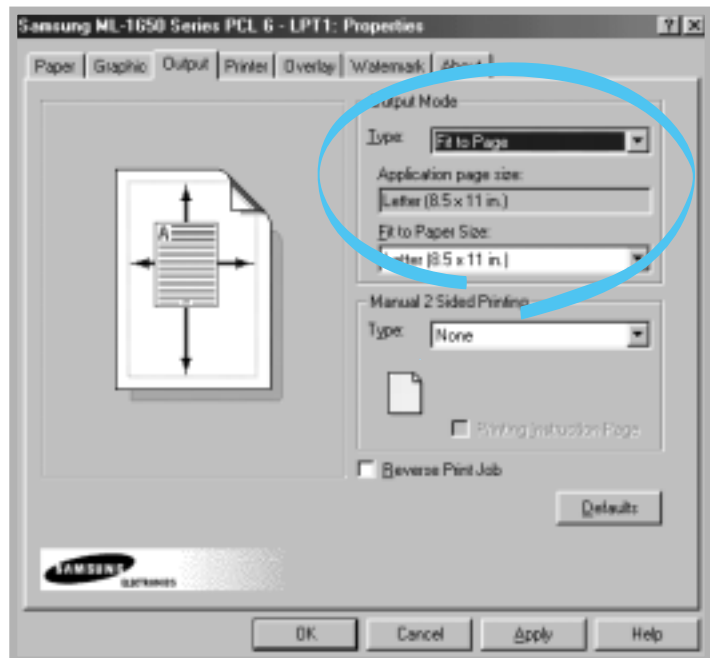 Samsung ML-1650 Series PCL 6 - LPT1: Properties
Paper Graphic Output Printer Overlay Watermark About
Output Mode
Type: Fit to Page
Application page size:
Letter (8.5 x 11 in.)
Fit to Paper Size:
Letter (8.5 x 11 in.)
A
Manual 2 Sided Printing
Type: None
Printing Instruction Page
Reverse Print Job
Defaults
SAMSUNG
ELECTRONICS
OK Cancel Apply Help